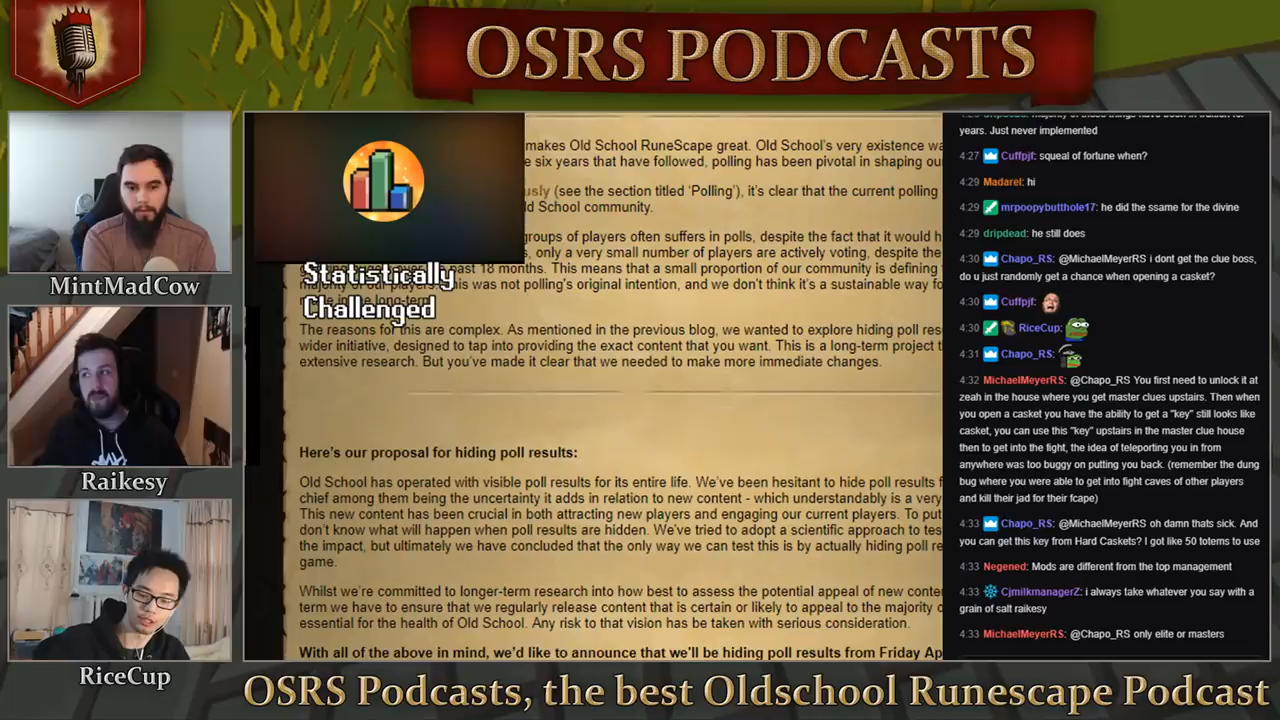 OSRS PODCASTS
MintMadCow
Raikesy
RiceCup
makes Old School RuneScape great. Old School's very existence wa
e six years that have followed, polling has been pivotal in shaping ou
usly (see the section titled 'Polling'), it's clear that the current polling
ld School community.
groups of players often suffers in polls, despite the fact that it would h
, only a very small number of players are actively voting, despite the
past 18 months. This means that a small proportion of our community is defining
his was not polling's original intention, and we don't think it's a sustainable way fo
Statistically
Challenged
The reasons for this are complex. As mentioned in the previous blog, we wanted to explore hiding poll res
wider initiative, designed to tap into providing the exact content that you want. This is a long-term project t
extensive research. But you've made it clear that we needed to make more immediate changes.
Here's our proposal for hiding poll results:
Old School has operated with visible poll results for its entire life. We've been hesitant to hide poll results f
chief among them being the uncertainty it adds in relation to new content - which understandably is a very
This new content has been crucial in both attracting new players and engaging our current players. To put
don't know what will happen when poll results are hidden. We've tried to adopt a scientific approach to tes
the impact, but ultimately we have concluded that the only way we can test this is by actually hiding poll re
game.
Whilst we're committed to longer-term research into how best to assess the potential appeal of new conte
term we have to ensure that we regularly release content that is certain or likely to appeal to the majority o
essential for the health of Old School. Any risk to that vision has be taken with serious consideration.
With all of the above in mind, we'd like to announce that we'll be hiding poll results from Friday Ap
years. Just never implemented
4:27 Cuffpjf: squeal of fortune when?
4:29 Madarel: hi
4:29 mrpoopybutthole17: he did the ssame for the divine
4:29 dripdead: he still does
4:30 Chapo_RS: @MichaelMeyerRS i dont get the clue boss,
do u just randomly get a chance when opening a casket?
4:30 Cuffpjf:
4:30 RiceCup:
4:31 Chapo_RS:
4:32 MichaelMeyerRS: @Chapo_RS You first need to unlock it at
zeah in the house where you get master clues upstairs. Then when
you open a casket you have the ability to get a "key" still looks like
casket, you can use this "key" upstairs in the master clue house
then to get into the fight, the idea of teleporting you in from
anywhere was too buggy on putting you back. (remember the dung
bug where you were able to get into fight caves of other players
and kill their jad for their fcape)
4:33 Chapo_RS: @MichaelMeyerRS oh damn thats sick. And
you can get this key from Hard Caskets? I got like 50 totems to use
4:33 Negened: Mods are different from the top management
4:33 CjmilkmanagerZ: i always take whatever you say with a
grain of salt raikesy
4:33 MichaelMeyerRS: @Chapo_RS only elite or masters
OSRS Podcasts, the best Oldschool Runescape Podcast